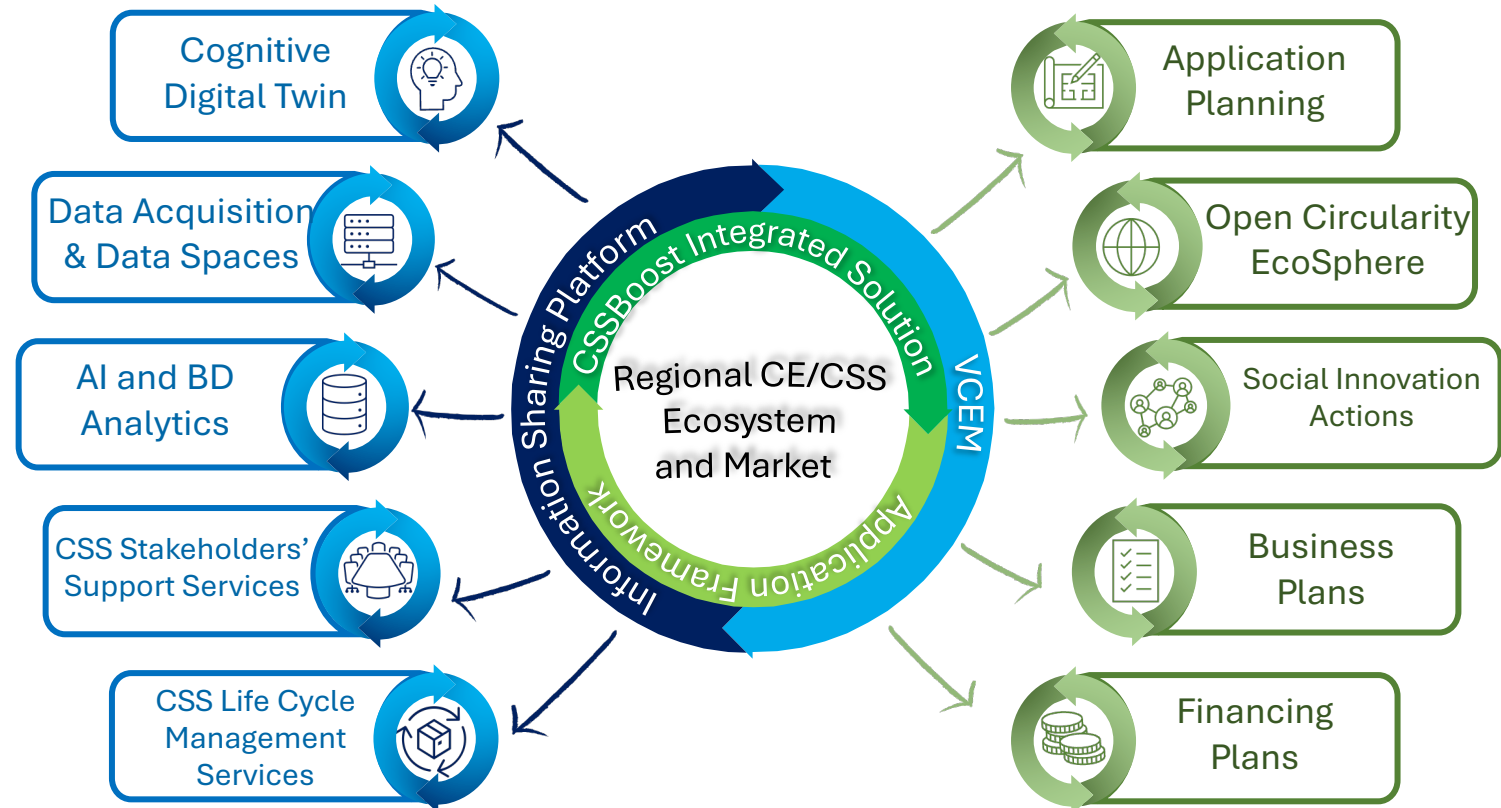 Cognitive
Digital Twin
Data Acquisition
& Data Spaces
AI and BD
Analytics
CSS Stakeholders’
Support Services
CSS Life Cycle
Management
Services
Information Sharing Platform
VCEM
CSSBoost Integrated Solution
Application Framework
Regional CE/CSS
Ecosystem
and Market
Application
Planning
Open Circularity
EcoSphere
Social Innovation
Actions
Business
Plans
Financing
Plans